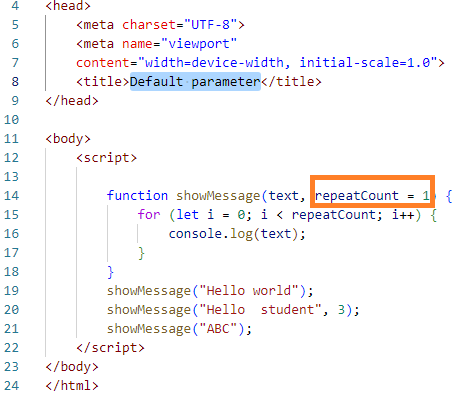 4 <head>
5     <meta charset="UTF-8">
6     <meta name="viewport"
7     content="width=device-width, initial-scale=1.0">
8     <title>Default parameter</title>
9 </head>
10
11 <body>
12     <script>
13
14         function showMessage(text, repeatCount = 1) {
15             for (let i = 0; i < repeatCount; i++) {
16                 console.log(text);
17             }
18         }
19         showMessage("Hello world");
20         showMessage("Hello  student", 3);
21         showMessage("ABC");
22     </script>
23 </body>
24 </html>